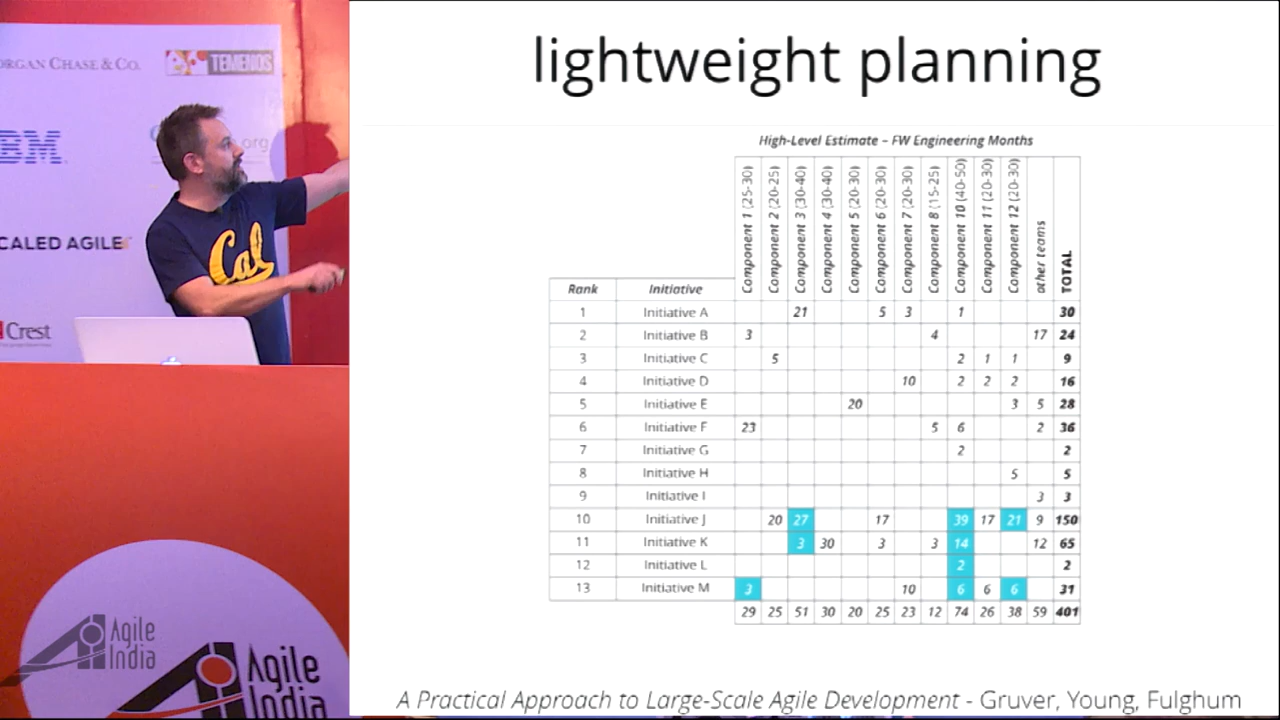 lightweight planning
High-Level Estimate – FW Engineering Months
Component 1 (25-30) Component 2 (20-25) Component 3 (30-40) Component 4 (30-40) Component 5 (20-30) Component 6 (20-30) Component 7 (20-30) Component 8 (15-25) Component 10 (40-50) Component 11 (20-30) Component 12 (20-30) other teams TOTAL
Rank Initiative
1 Initiative A 21 5 3 1 30
2 Initiative B 3 4 17 24
3 Initiative C 5 2 1 1 9
4 Initiative D 10 2 2 2 16
5 Initiative E 20 3 5 28
6 Initiative F 23 5 6 2 36
7 Initiative G 2 2
8 Initiative H 5 5
9 Initiative I 3 3
10 Initiative J 20 27 17 39 17 21 9 150
11 Initiative K 3 30 3 3 14 12 65
12 Initiative L 2 2
13 Initiative M 3 10 6 6 6 31
29 25 51 30 20 25 23 12 74 26 38 59 401
A Practical Approach to Large-Scale Agile Development - Gruver, Young, Fulghum
ORGAN CHASE & CO.
TEMENOS
BM
.org
Cal
CALED AGILE
Crest
Agile
India
Agile
India